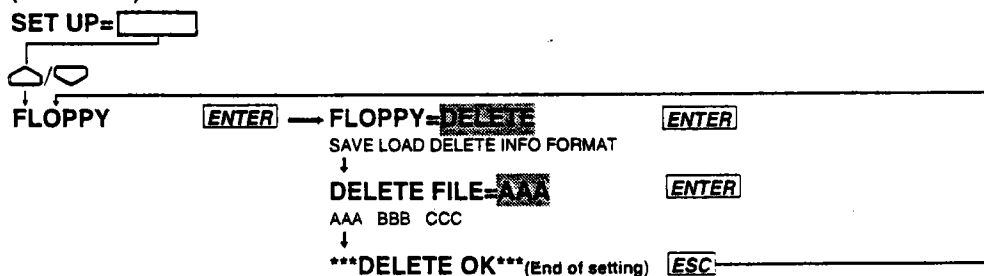 SET UP=
FLOPPY ENTER FLOPPY=DELETE ENTER
SAVE LOAD DELETE INFO FORMAT
DELETE FILE=AAA ENTER
AAA BBB CCC
***DELETE OK***(End of setting) ESC